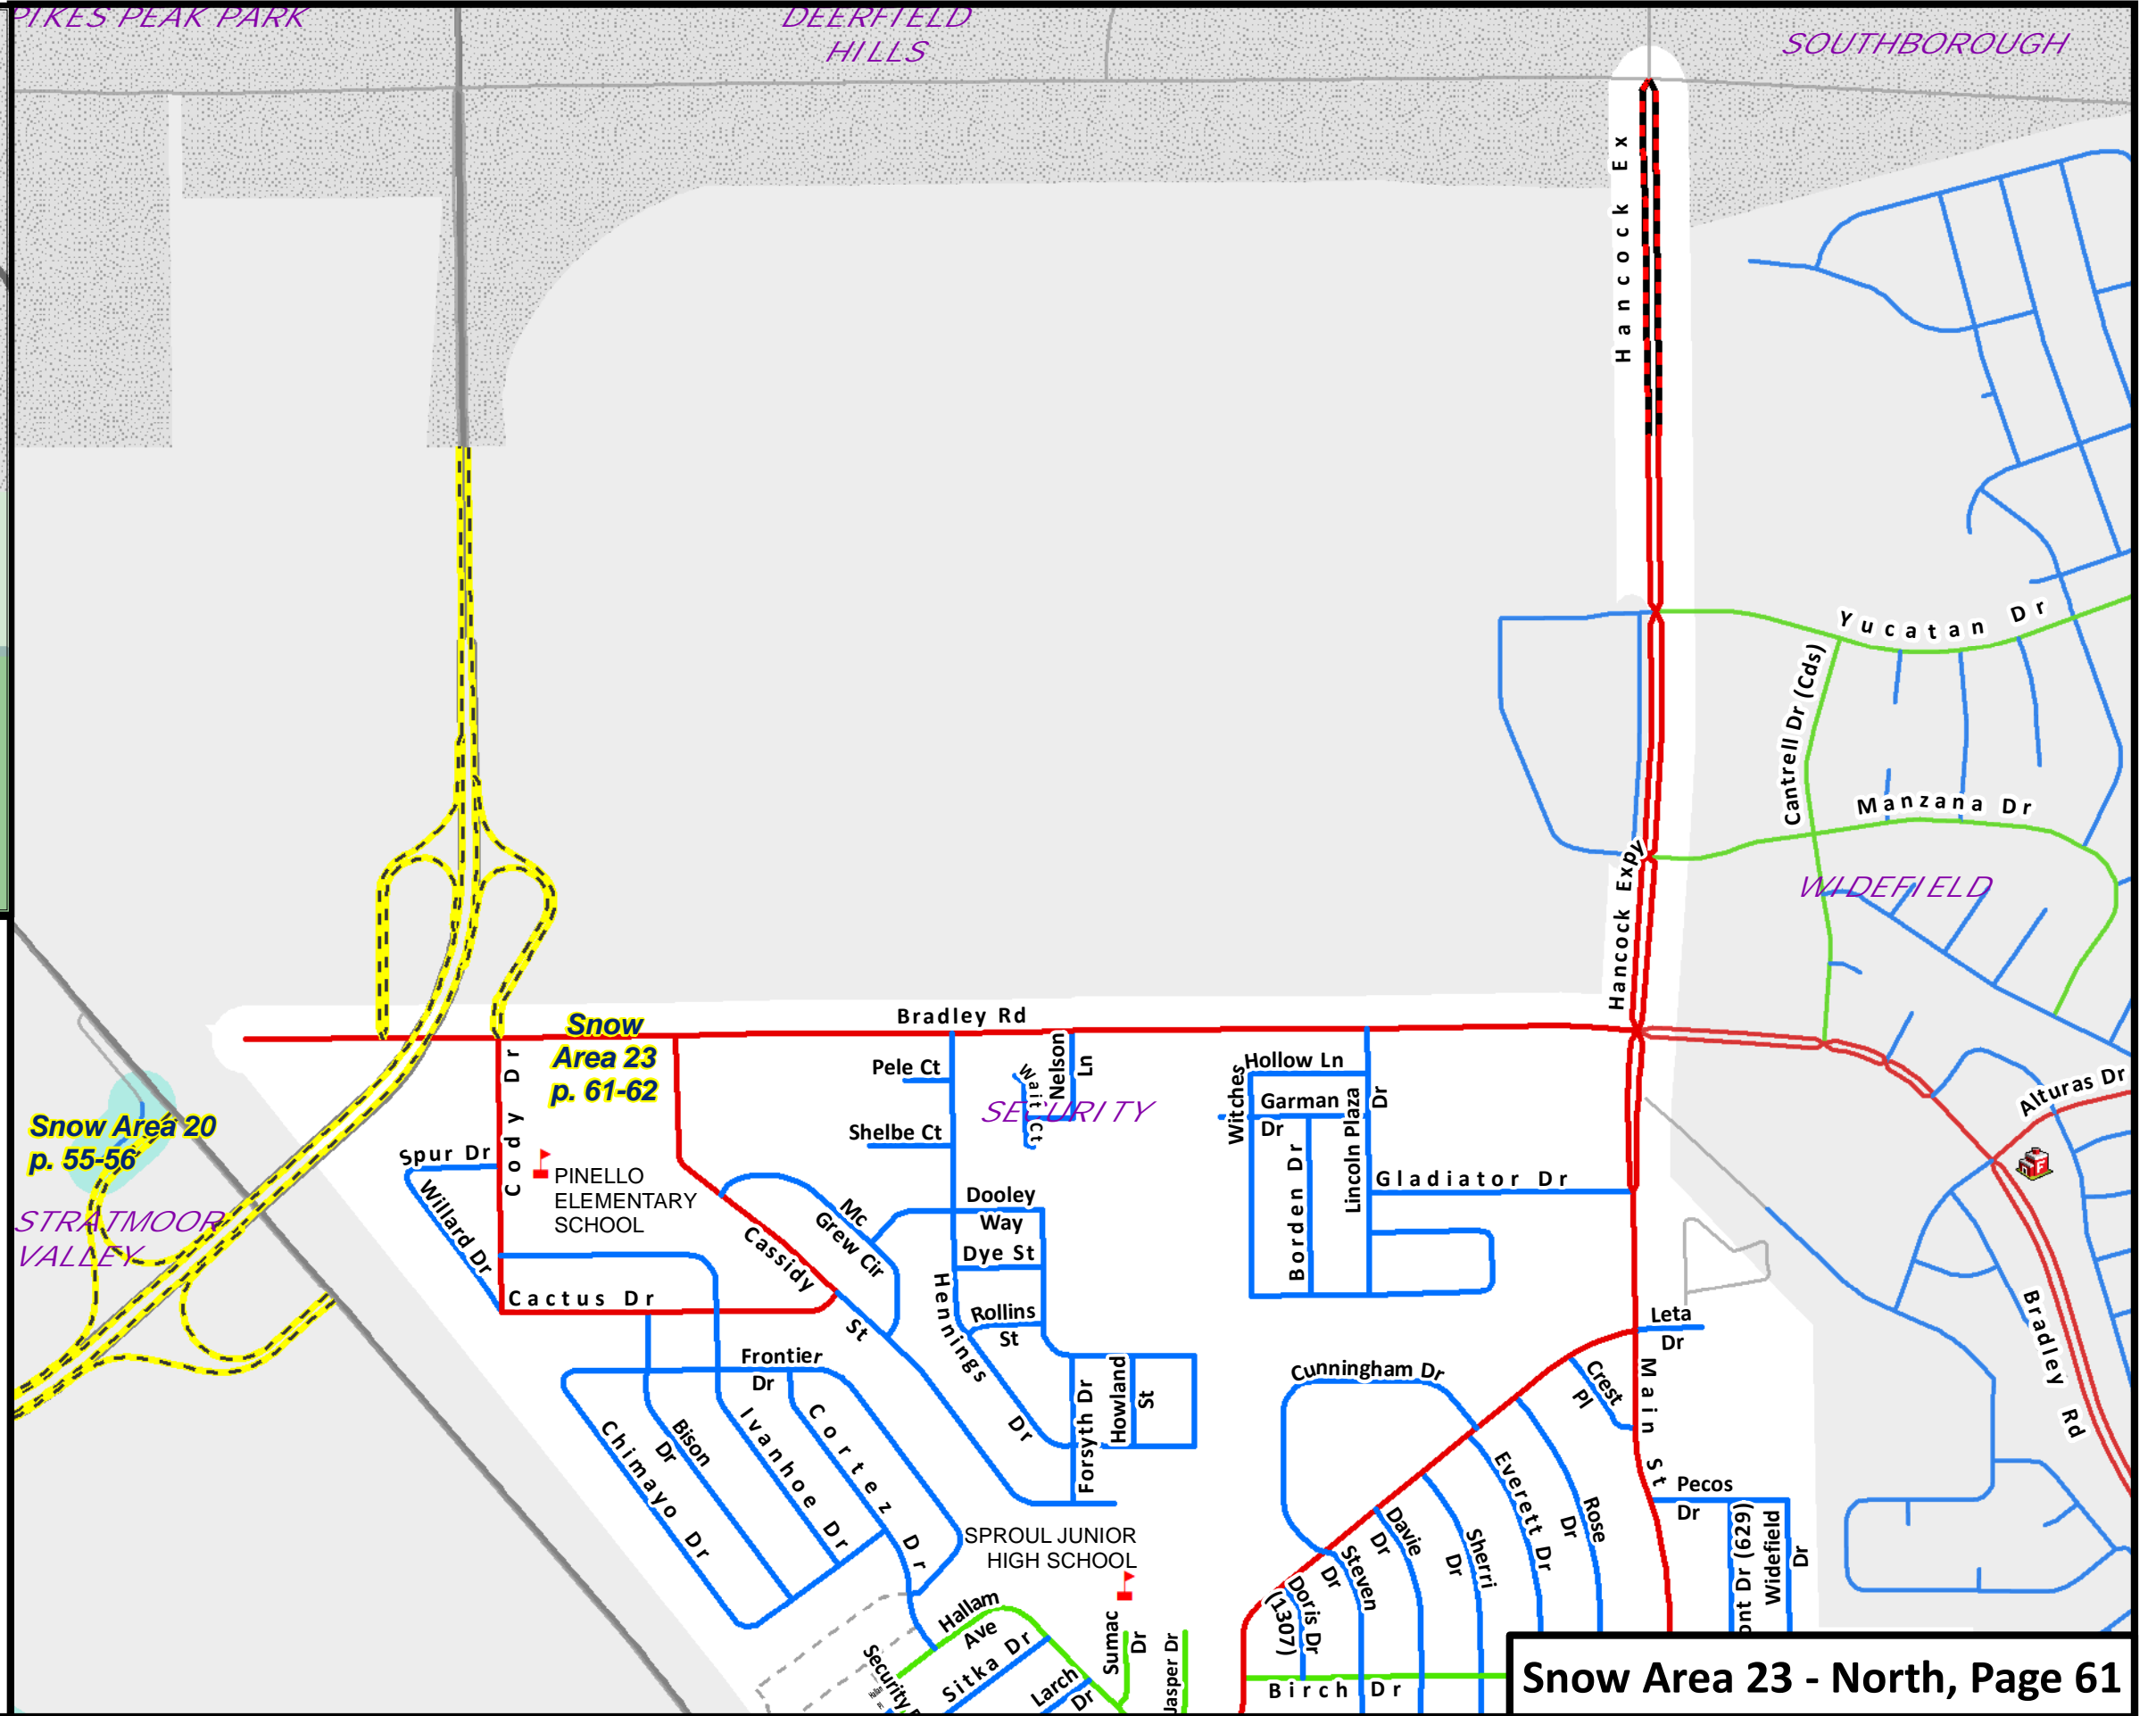 PIKES PEAK PARK
DEERFIELD
HILLS
SOUTHBOROUGH
Hancock Ex
Yucatan Dr
Cantrell Dr (Cds)
Manzana Dr
WIDEFIELD
Hancock Expy
Bradley Rd
Snow
Area 23
p. 61-62
Snow Area 20
p. 55-56
STRATMOOR
VALLEY
Cody Dr
Spur Dr
Willard Dr
PINELLO
ELEMENTARY
SCHOOL
Cactus Dr
Cassidy
St
Mc
Grew Cir
Pele Ct
Shelbe Ct
Nelson
Ln
Wait Ct
SECURITY
Dooley
Way
Dye St
Hennings
Dr
Rollins
St
Forsyth Dr
Howland
St
Hollow Ln
Witches
Garman
Dr
Borden Dr
Lincoln Plaza
Dr
Gladiator Dr
Alturas Dr
Bradley
Rd
Leta
Dr
Main
St
Crest
Pl
Cunningham Dr
Frontier
Dr
Chimayo Dr
Bison
Dr
Ivanhoe Dr
Cortez Dr
SPROUL JUNIOR
HIGH SCHOOL
Everett Dr
Rose
Dr
Sherri
Dr
Davie
Dr
Steven
Dr
Doris Dr
(1307)
Pecos
Dr
ont Dr (629)
Widefield
Dr
Hallam
Ave
Sitka Dr
Larch
Dr
Security
Sumac
Dr
Jasper Dr
Birch Dr
Snow Area 23 - North, Page 61